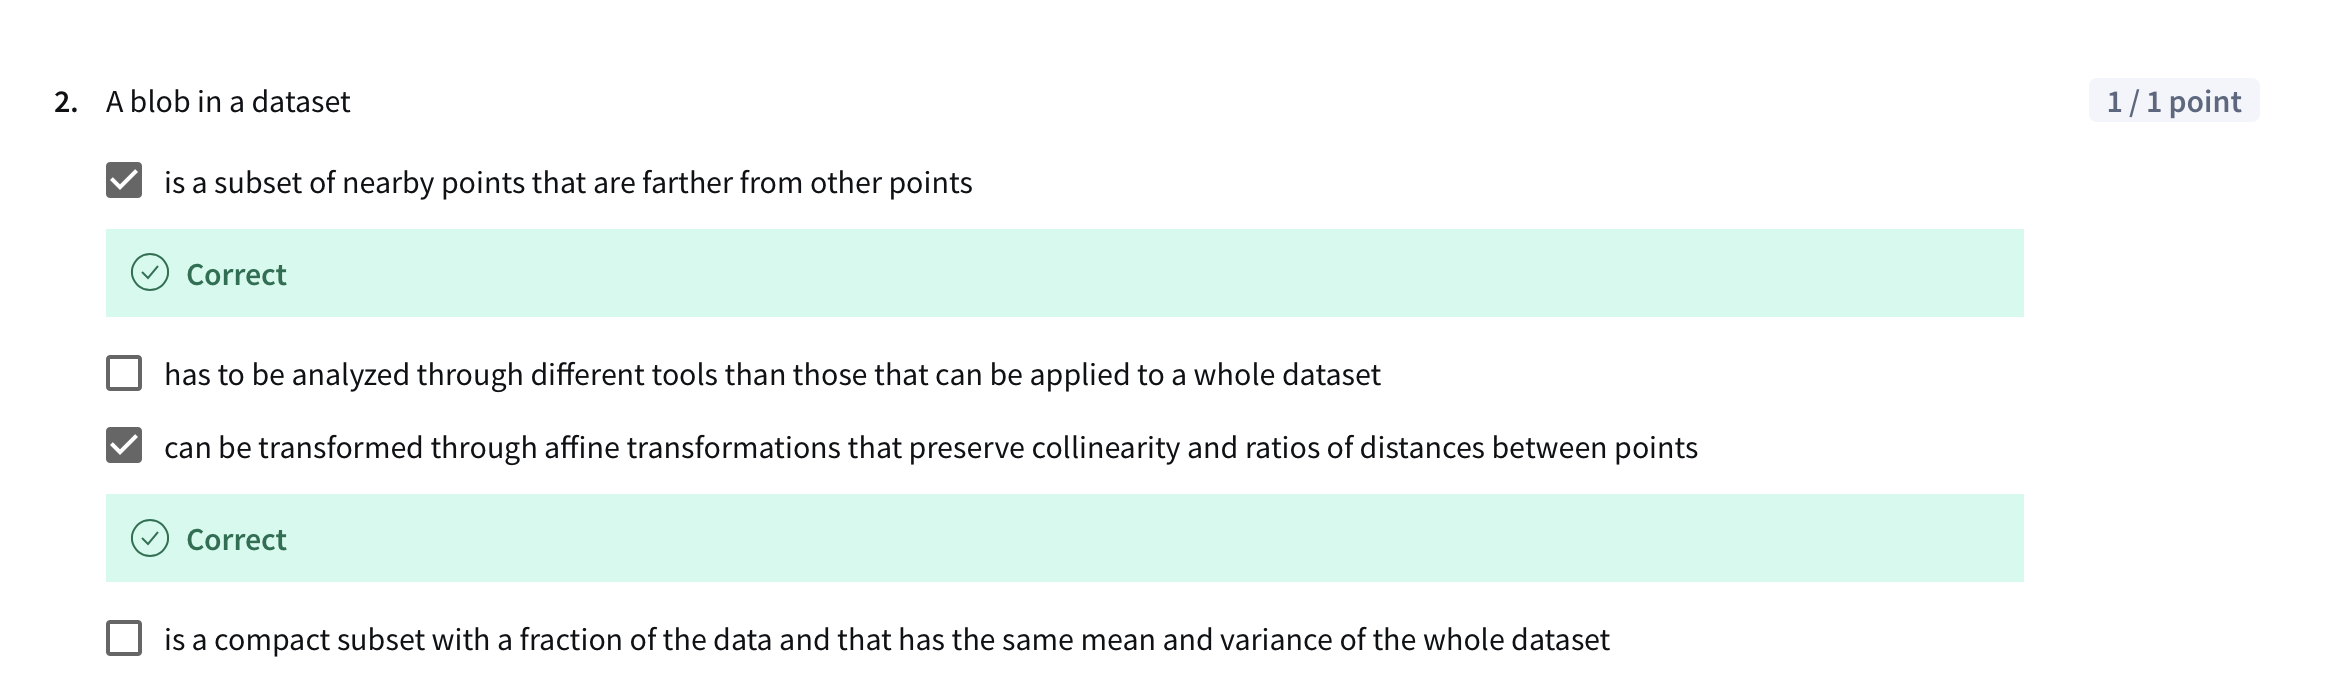 2. A blob in a dataset 1 / 1 point
is a subset of nearby points that are farther from other points
Correct
has to be analyzed through different tools than those that can be applied to a whole dataset
can be transformed through affine transformations that preserve collinearity and ratios of distances between points
Correct
is a compact subset with a fraction of the data and that has the same mean and variance of the whole dataset